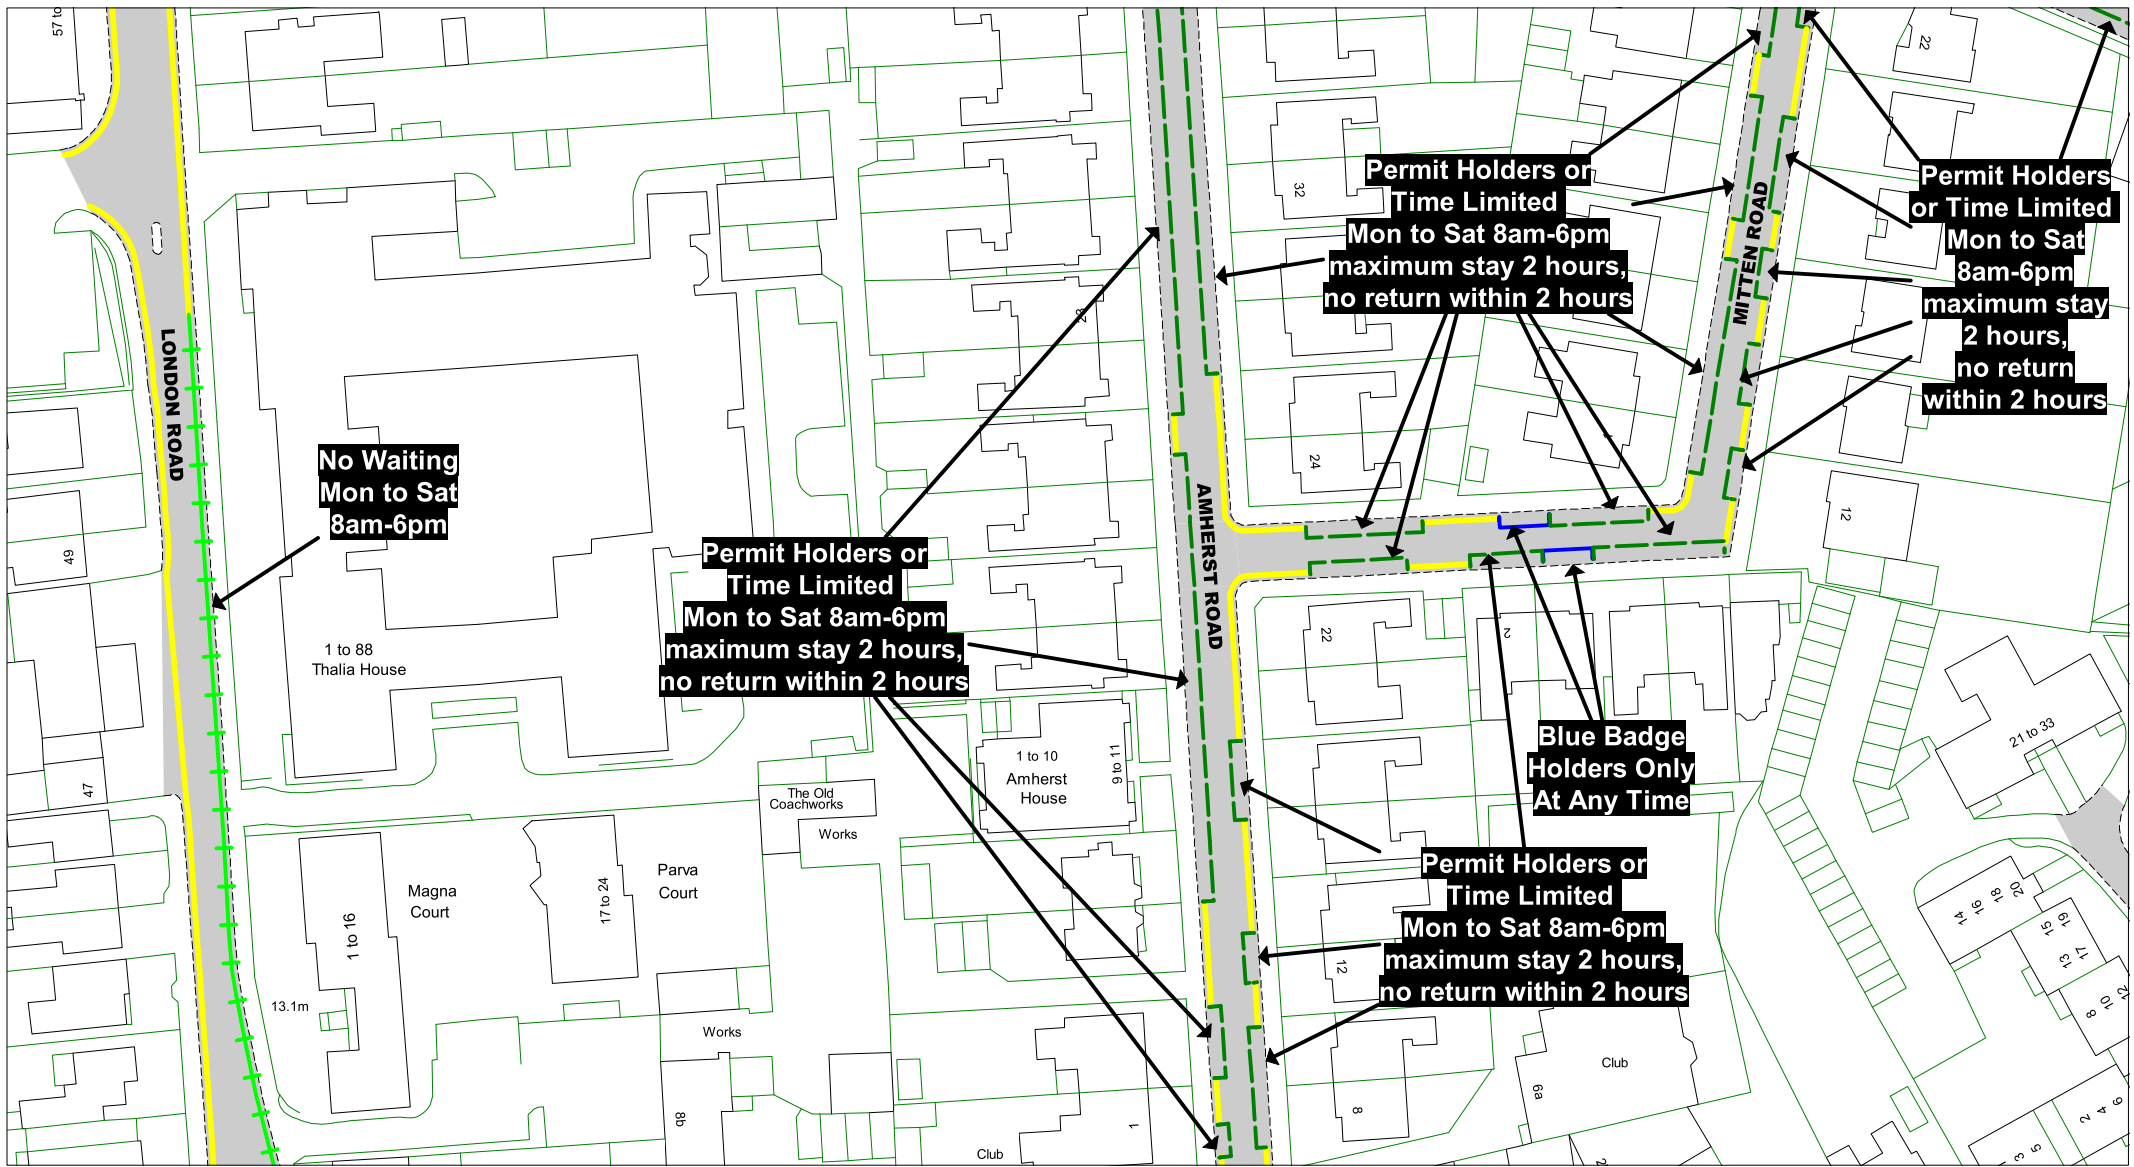 57 to
22
Permit Holders or
Time Limited
Mon to Sat 8am-6pm
maximum stay 2 hours,
no return within 2 hours
Permit Holders
or Time Limited
Mon to Sat
8am-6pm
maximum stay
2 hours,
no return
within 2 hours
32
MITTEN ROAD
23
LONDON ROAD
No Waiting
Mon to Sat
8am-6pm
24
12
49
AMHERST ROAD
Permit Holders or
Time Limited
Mon to Sat 8am-6pm
maximum stay 2 hours,
no return within 2 hours
22
2
1 to 88
Thalia House
21 to 33
Blue Badge
Holders Only
At Any Time
47
1 to 10
Amherst
House
9 to 11
The Old
Coachworks
Works
Permit Holders or
Time Limited
Mon to Sat 8am-6pm
maximum stay 2 hours,
no return within 2 hours
Magna
Court
1 to 16
17 to 24
Parva
Court
12
14
16
18
20
15
19
13
17
8
10
12
13.1m
Works
Club
6a
8
9b
1
Club
2
4
6
3
5
2